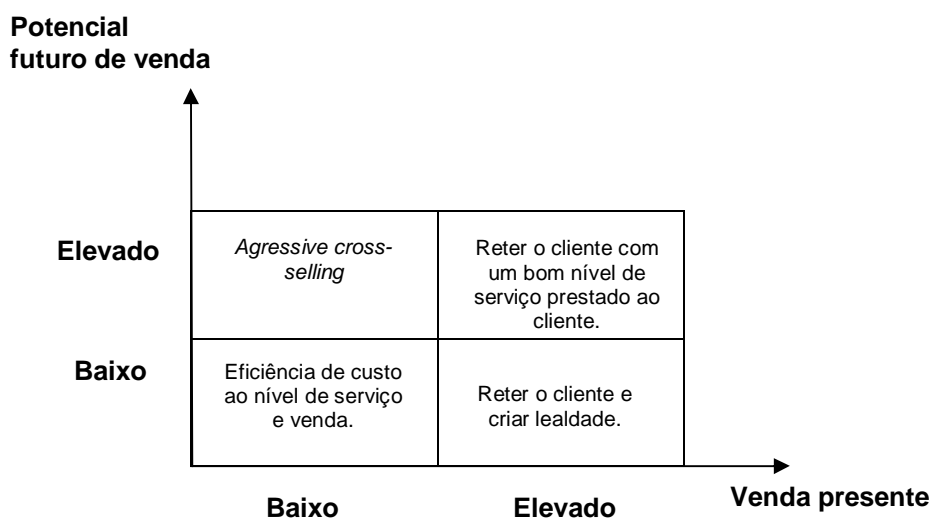 Potencial
futuro de venda
Elevado
Agressive cross-
selling
Reter o cliente com
um bom nível de
serviço prestado ao
cliente.
Baixo
Eficiência de custo
ao nível de serviço
e venda.
Reter o cliente e
criar lealdade.
Baixo
Elevado
Venda presente